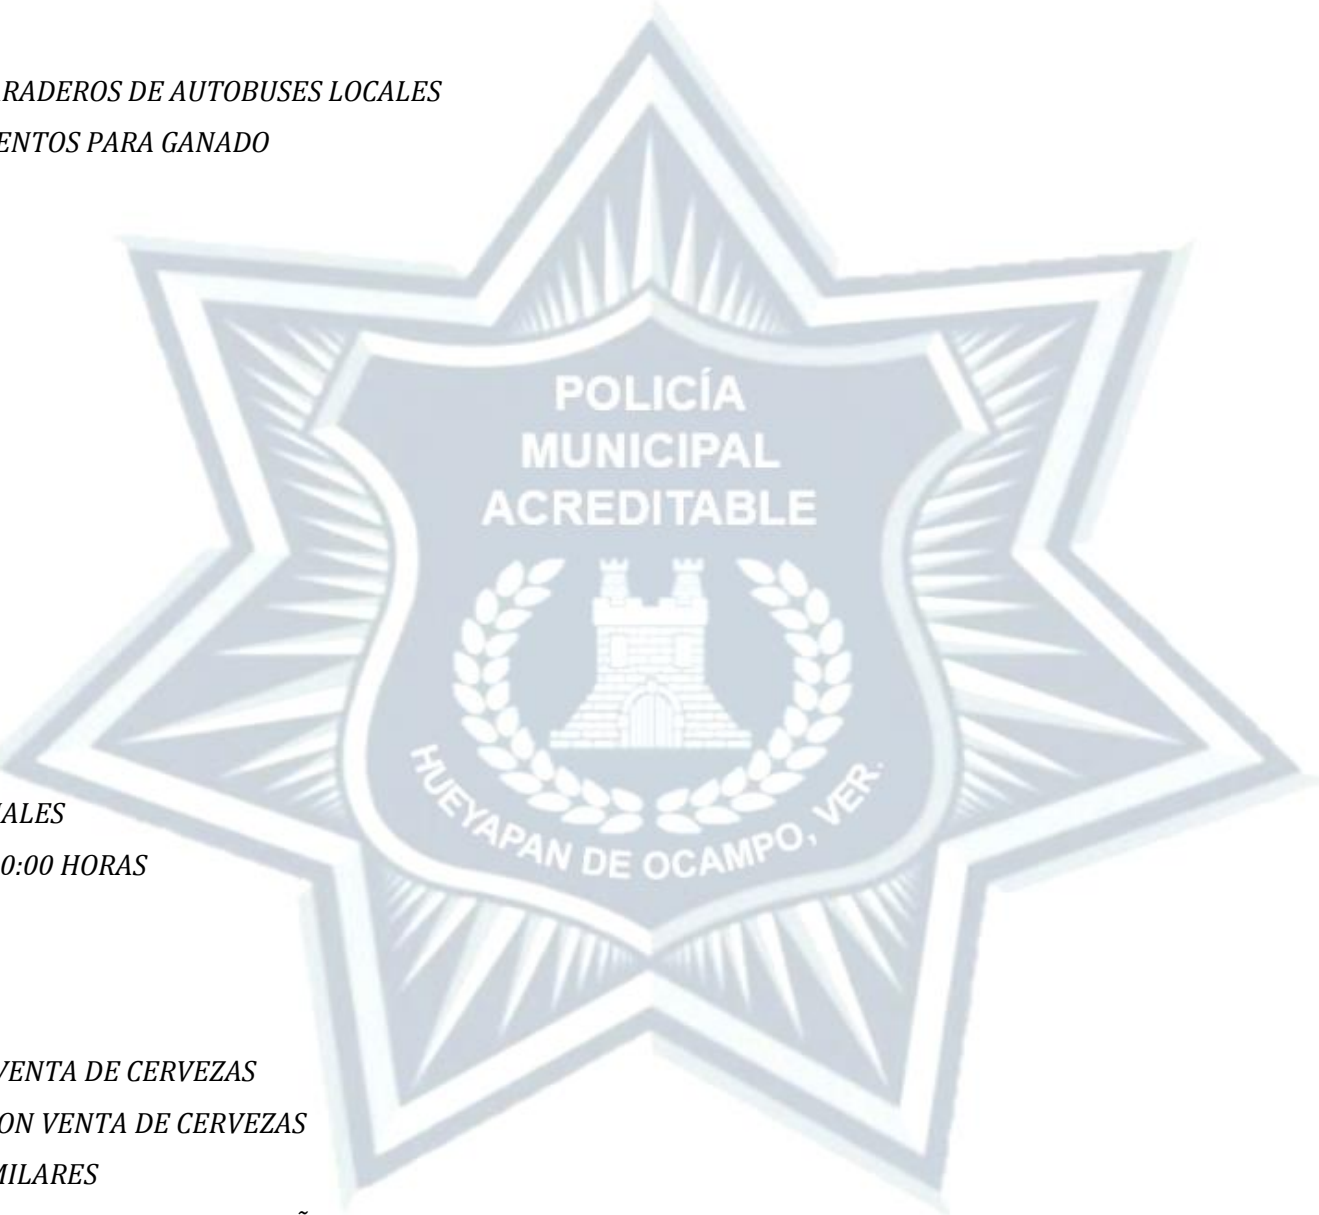 RADEROS DE AUTOBUSES LOCALES
ENTOS PARA GANADO
POLICÍA
MUNICIPAL
ACREDITABLE
HUEYAPAN DE OCAMPO, VER.
IALES
0:00 HORAS
VENTA DE CERVEZAS
ON VENTA DE CERVEZAS
MILARES